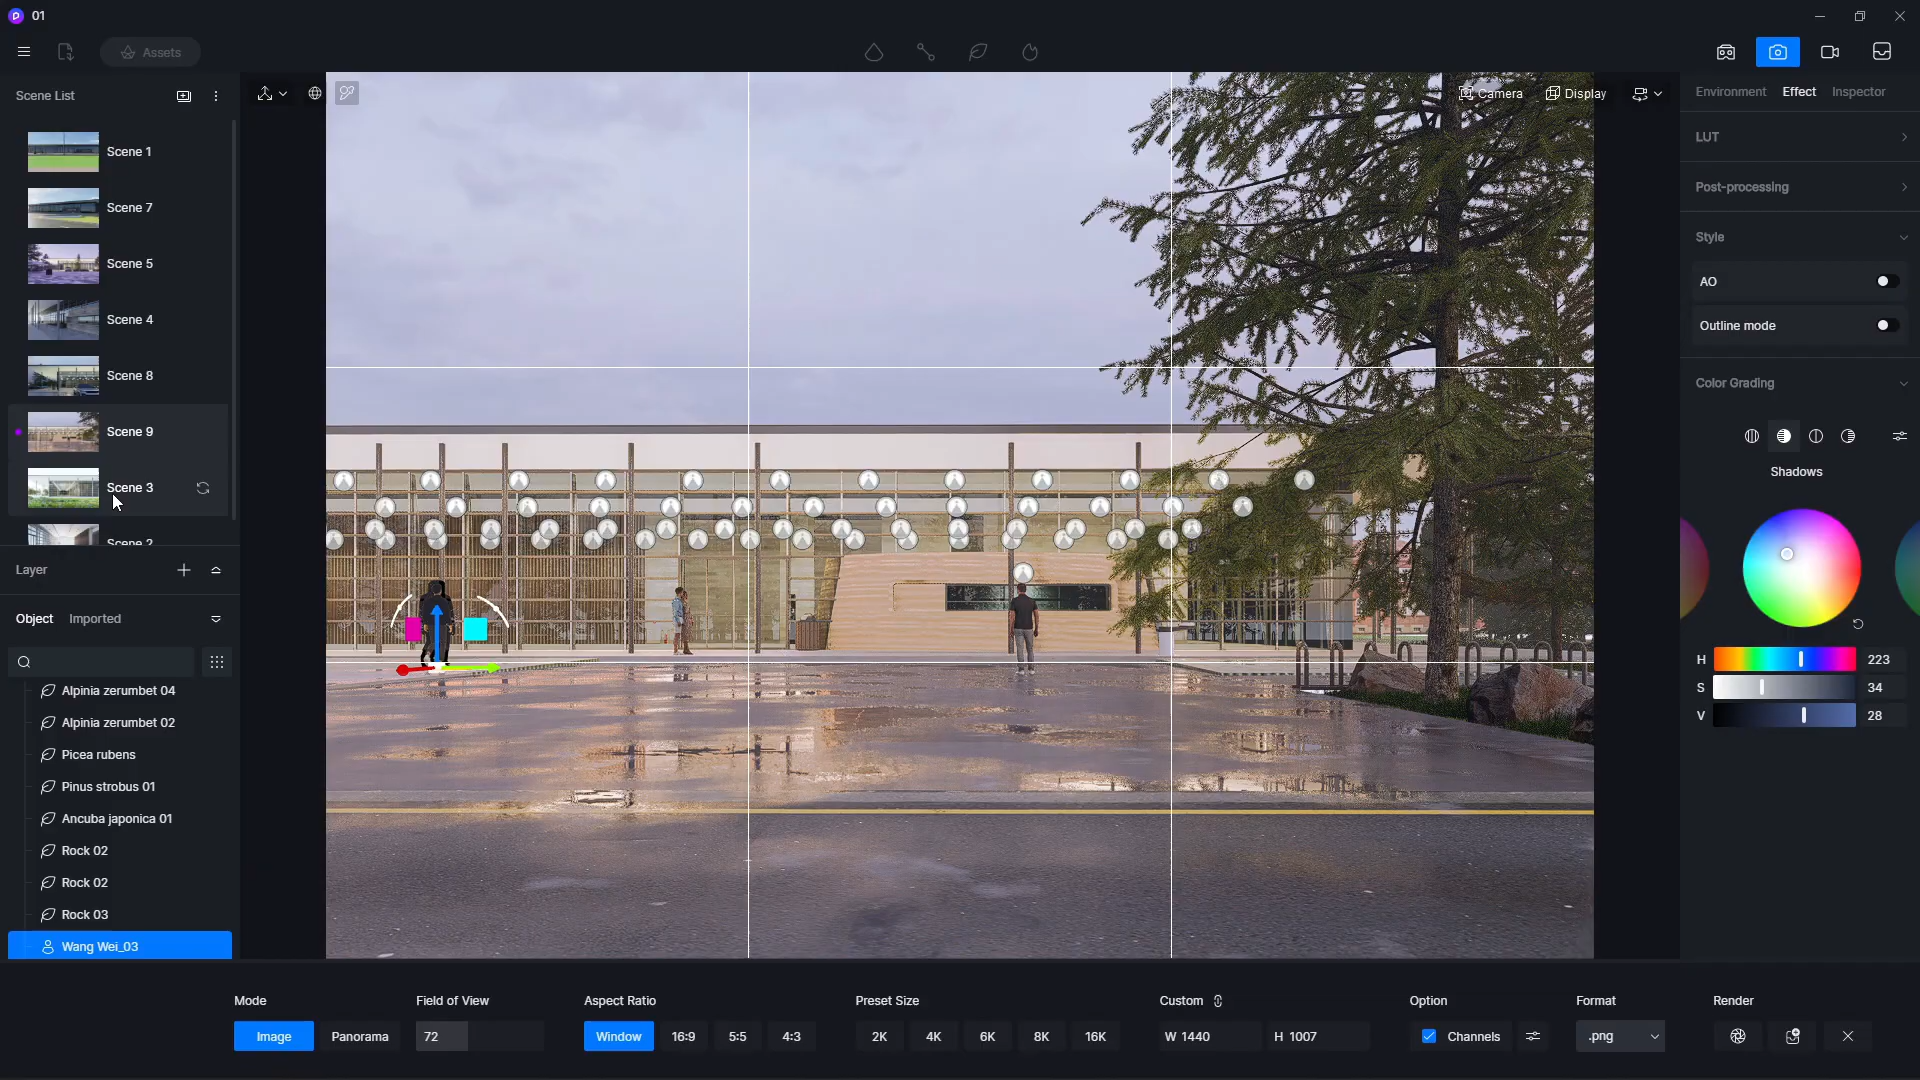 01
Assets
Scene List
Scene 1
Scene 7
Scene 5
Scene 4
Scene 8
Scene 9
Scene 3
Scene 2
Layer
Object Imported
Alpinia zerumbet 04
Alpinia zerumbet 02
Picea rubens
Pinus strobus 01
Ancuba japonica 01
Rock 02
Rock 02
Rock 03
Wang Wei_03
Camera Display
Environment Effect Inspector
LUT
Post-processing
Style
AO
Outline mode
Color Grading
Shadows
H 223
S 34
V 28
Mode Field of View Aspect Ratio Preset Size Custom Option Format Render
Image Panorama 72 Window 16:9 5:5 4:3 2K 4K 6K 8K 16K W 1440 H 1007 Channels .png